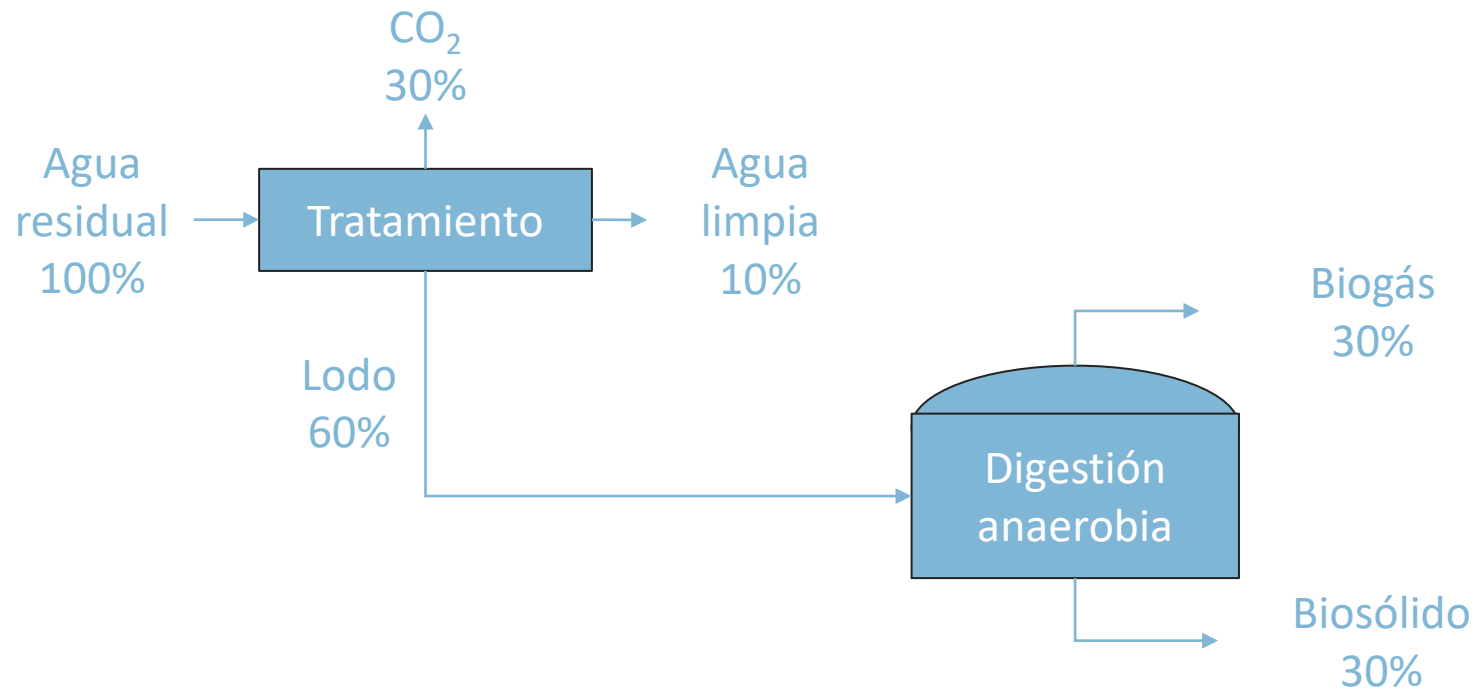 CO₂
30%
Agua
residual
100%
Tratamiento
Agua
limpia
10%
Lodo
60%
Biogás
30%
Digestión
anaerobia
Biosólido
30%